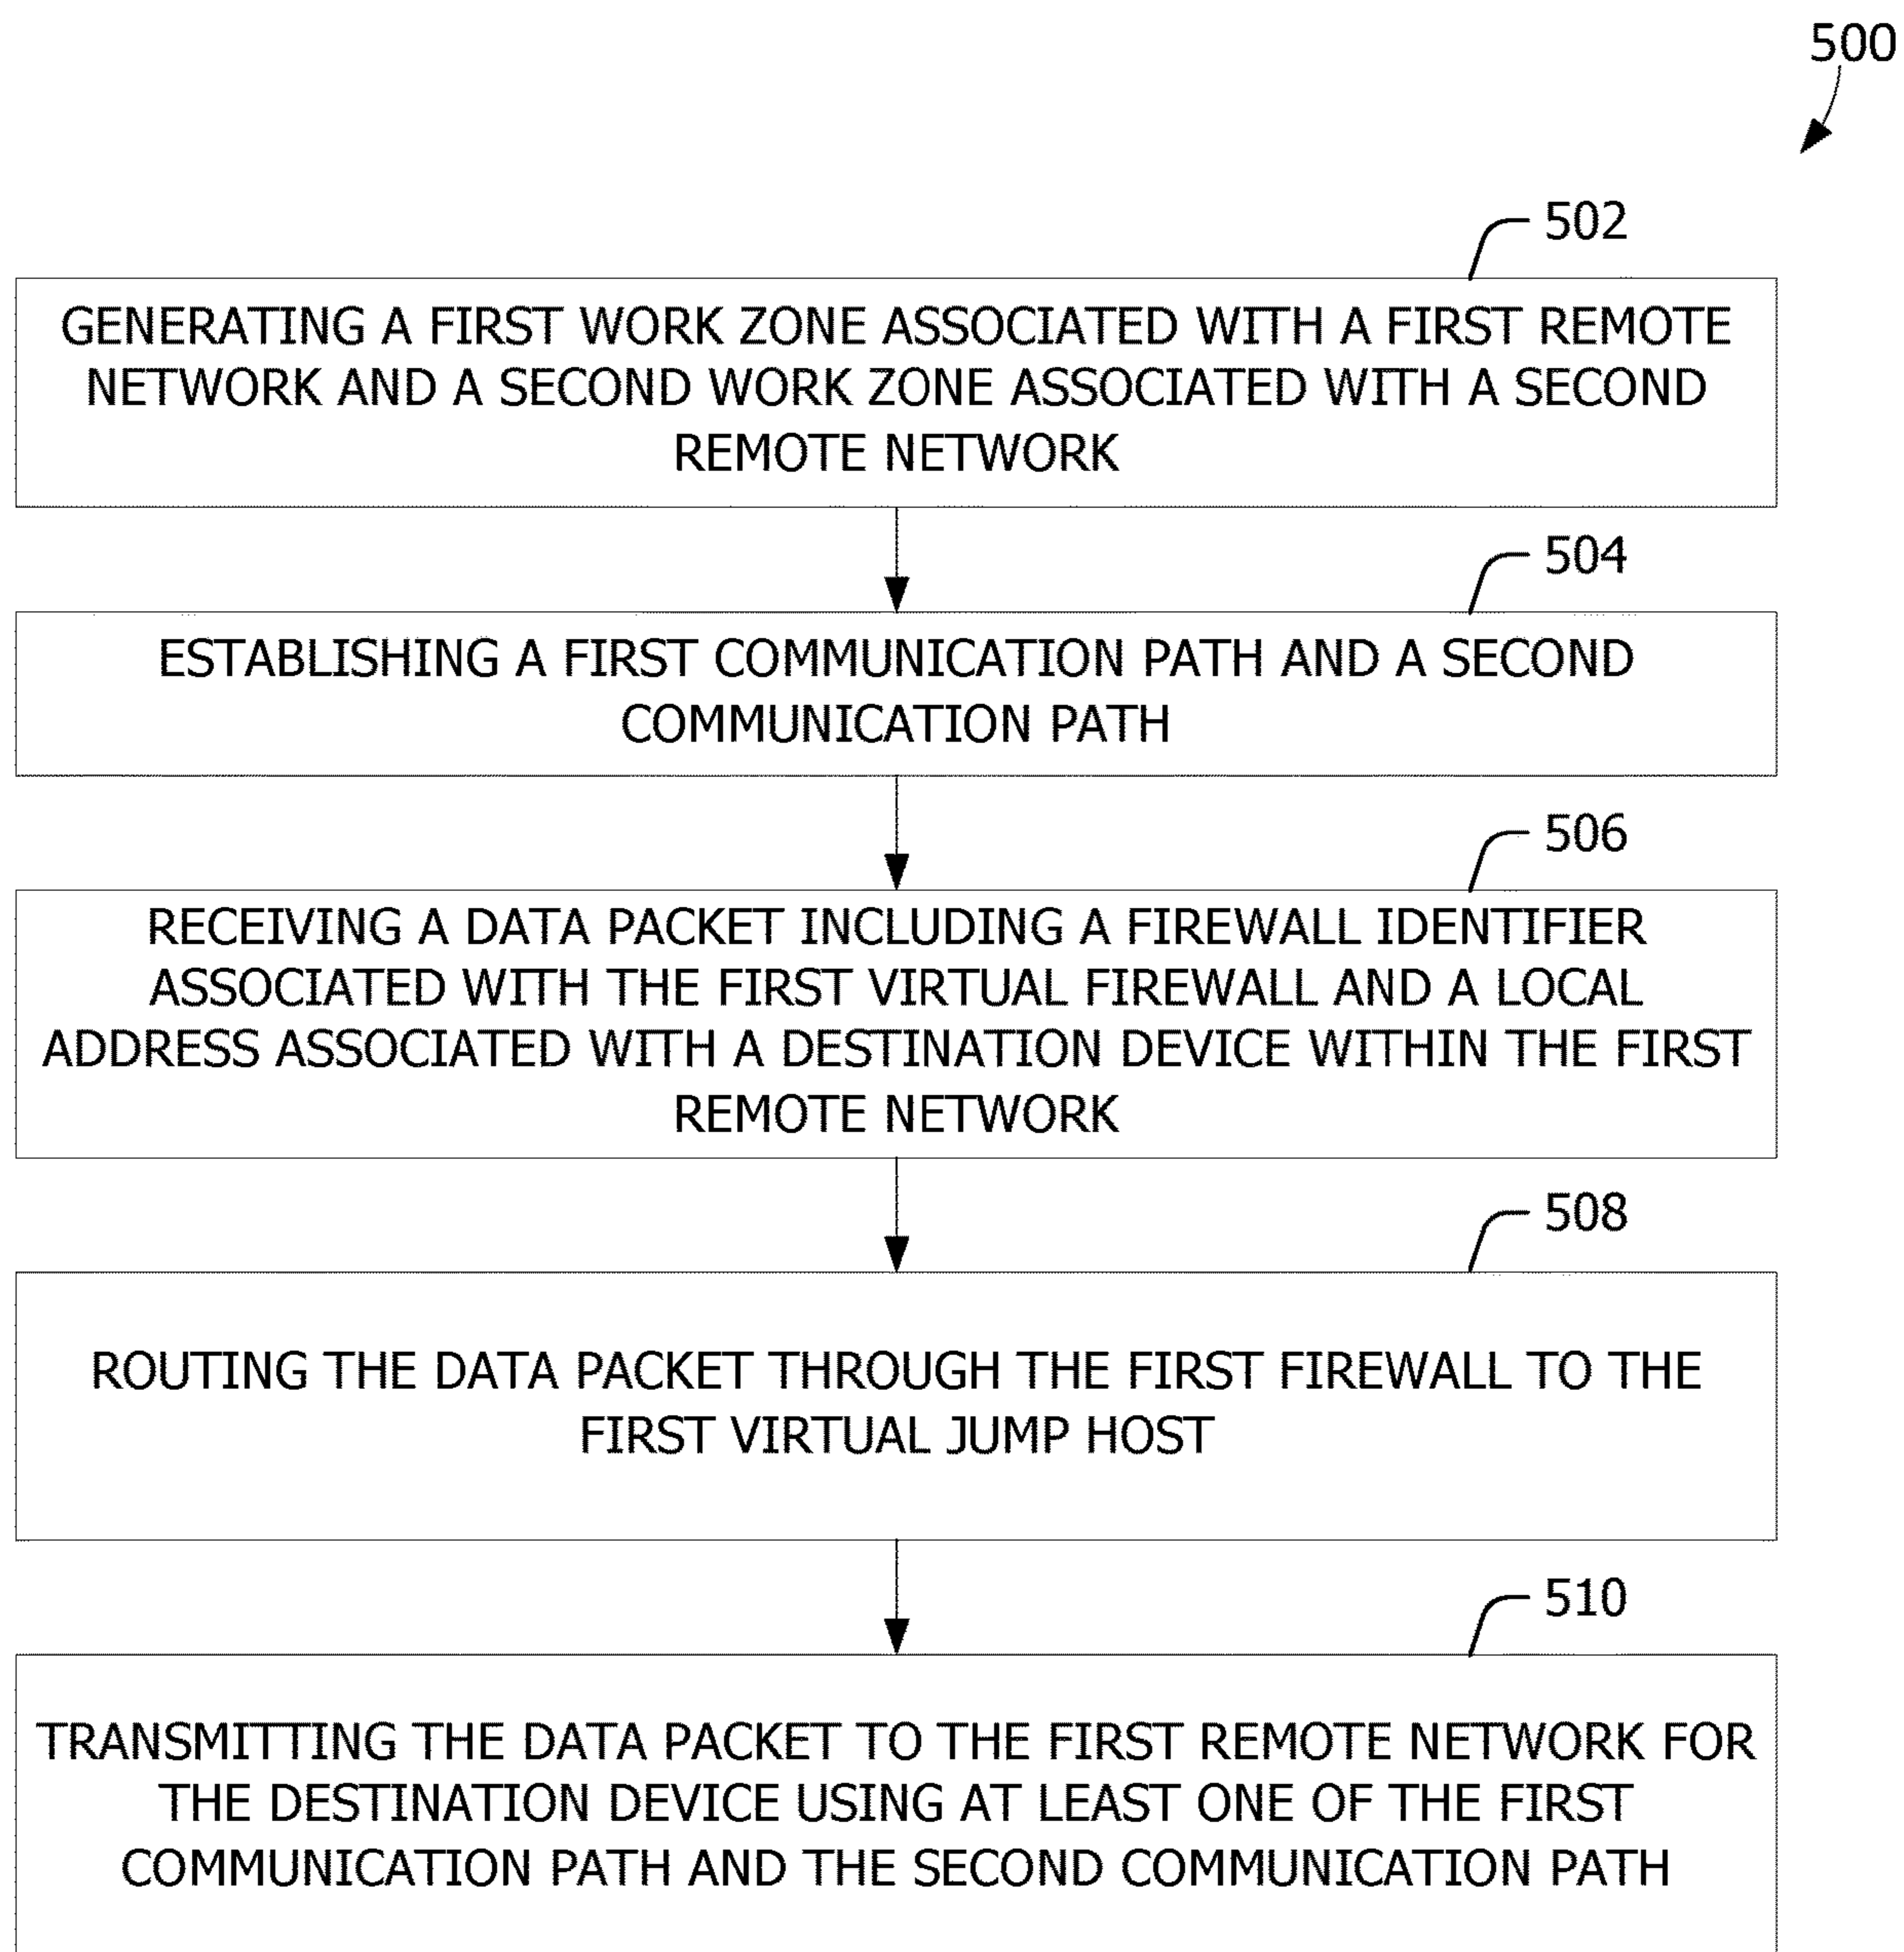 500
502
GENERATING A FIRST WORK ZONE ASSOCIATED WITH A FIRST REMOTE
NETWORK AND A SECOND WORK ZONE ASSOCIATED WITH A SECOND
REMOTE NETWORK
504
ESTABLISHING A FIRST COMMUNICATION PATH AND A SECOND
COMMUNICATION PATH
506
RECEIVING A DATA PACKET INCLUDING A FIREWALL IDENTIFIER
ASSOCIATED WITH THE FIRST VIRTUAL FIREWALL AND A LOCAL
ADDRESS ASSOCIATED WITH A DESTINATION DEVICE WITHIN THE FIRST
REMOTE NETWORK
508
ROUTING THE DATA PACKET THROUGH THE FIRST FIREWALL TO THE
FIRST VIRTUAL JUMP HOST
510
TRANSMITTING THE DATA PACKET TO THE FIRST REMOTE NETWORK FOR
THE DESTINATION DEVICE USING AT LEAST ONE OF THE FIRST
COMMUNICATION PATH AND THE SECOND COMMUNICATION PATH